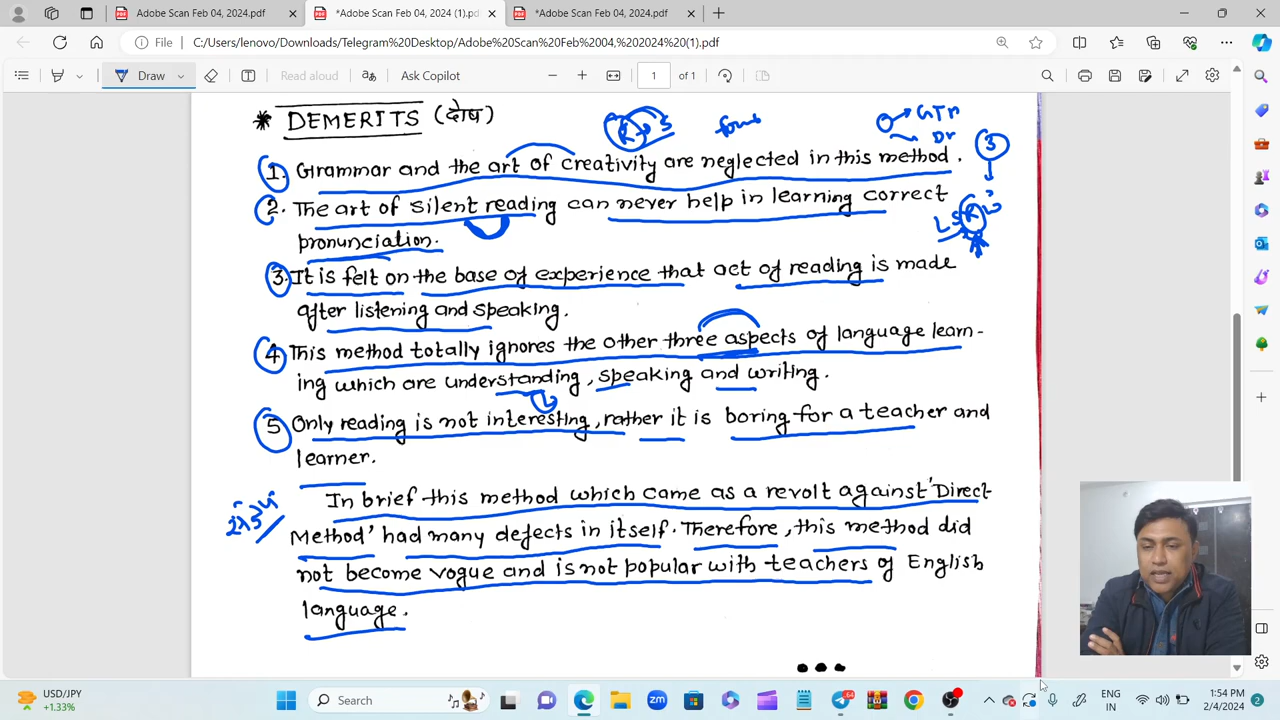 Adobe Scan Feb 04, 2024.pdf
*Adobe Scan Feb 04, 2024 (1).pdf
*Adobe Scan Feb 04, 2024.pdf
File
C:/Users/lenovo/Downloads/Telegram%20Desktop/Adobe%20Scan%20Feb%2004,%202024%20(1).pdf
Draw
Read aloud
Ask Copilot
1
of 1
* DEMERITS (दोष)
R → S
GTM
Dr
3
1. Grammar and the art of creativity are neglected in this method.
2. The art of silent reading can never help in learning correct
pronunciation.
LSRW
3. It is felt on the base of experience that act of reading is made
after listening and speaking.
4 This method totally ignores the other three aspects of language learn-
ing which are understanding, speaking and writing.
5 Only reading is not interesting, rather it is boring for a teacher and
learner.
In brief this method which came as a revolt against 'Direct
Method' had many defects in itself. Therefore, this method did
not become vogue and is not popular with teachers of English
language.
USD/JPY
+1.33%
Search
zm
64
ENG
IN
1:54 PM
2/4/2024
2